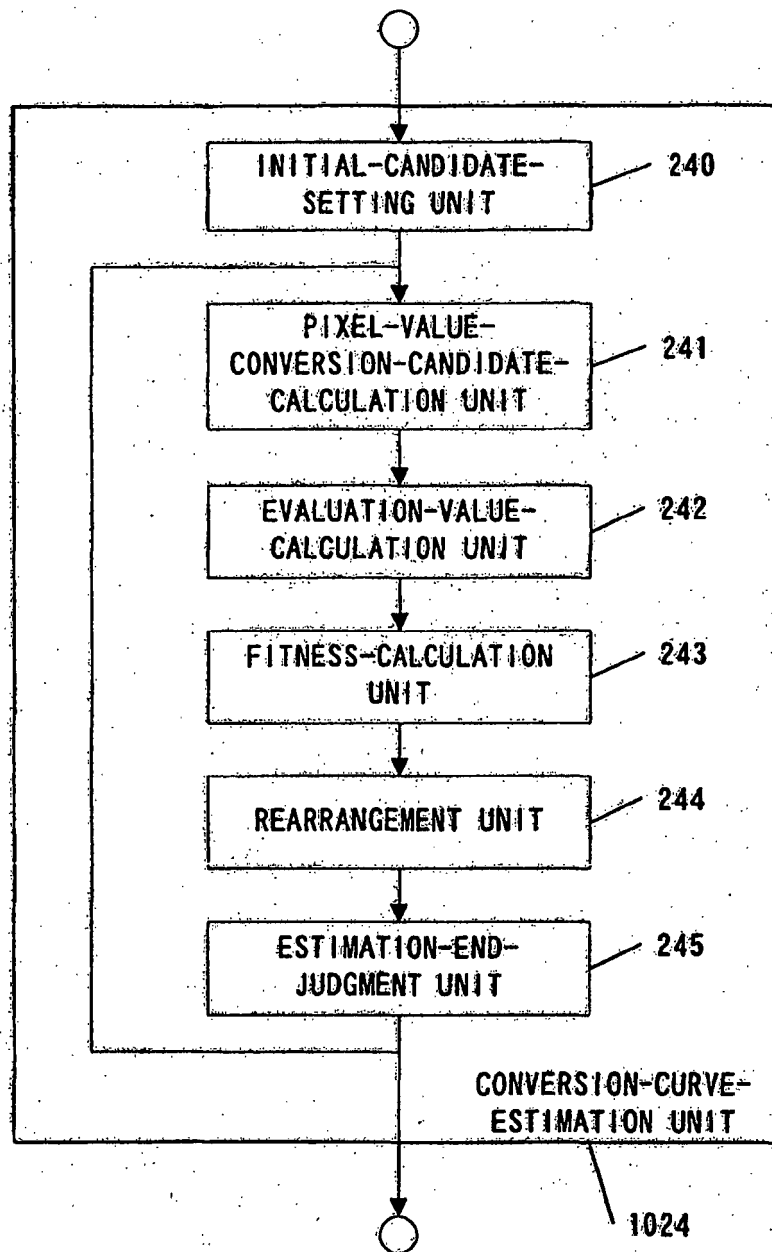 INITIAL-CANDIDATE-
SETTING UNIT
240
PIXEL-VALUE-
CONVERSION-CANDIDATE-
CALCULATION UNIT
241
EVALUATION-VALUE-
CALCULATION UNIT
242
FITNESS-CALCULATION
UNIT
243
REARRANGEMENT UNIT
244
ESTIMATION-END-
JUDGMENT UNIT
245
CONVERSION-CURVE-
ESTIMATION UNIT
1024